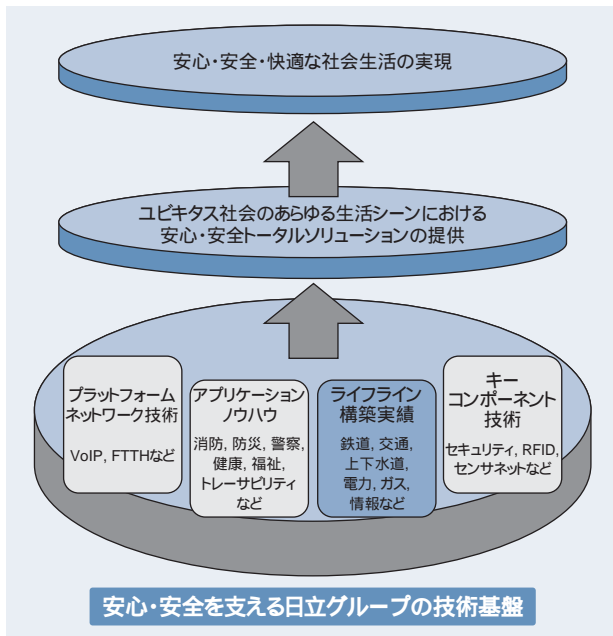 安心・安全・快適な社会生活の実現
ユビキタス社会のあらゆる生活シーンにおける
安心・安全トータルソリューションの提供
プラットフォーム
ネットワーク技術
VoIP, FTTHなど
アプリケーション
ノウハウ
消防, 防災, 警察,
健康, 福祉,
トレーサビリティ
など
ライフライン
構築実績
鉄道, 交通,
上下水道,
電力, ガス,
情報など
キー
コンポーネント
技術
セキュリティ, RFID,
センサネットなど
安心・安全を支える日立グループの技術基盤